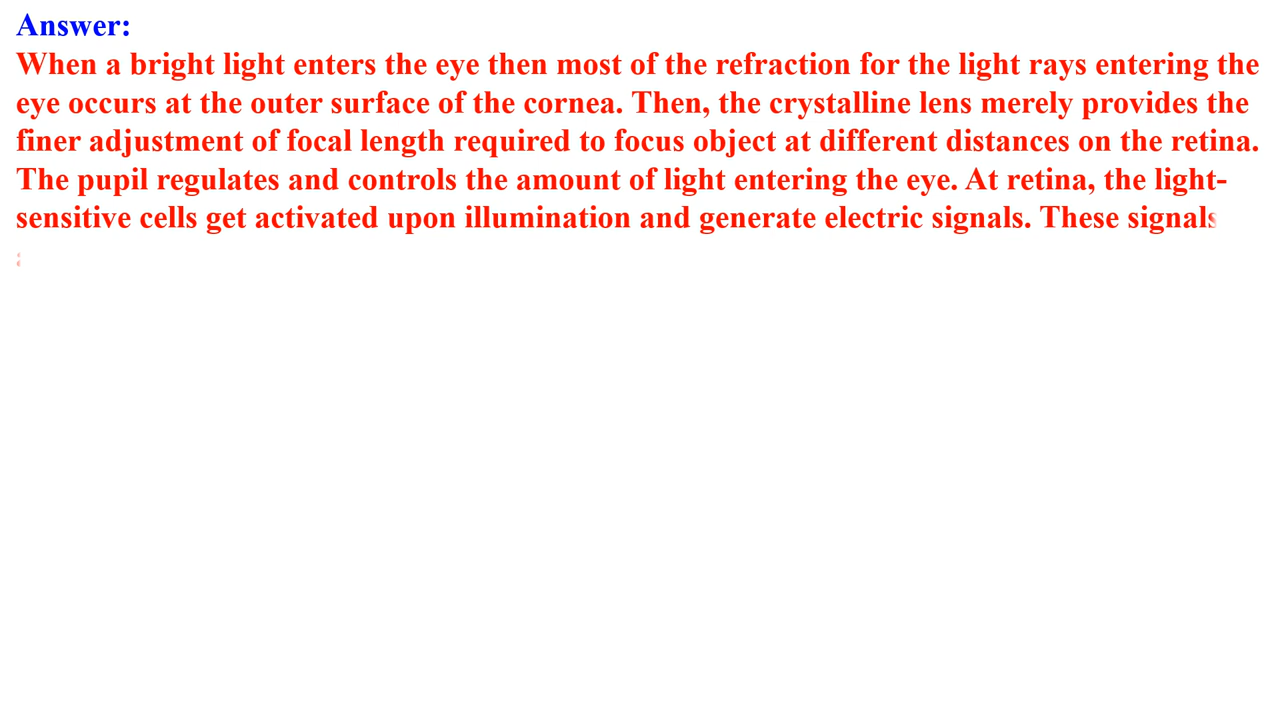 Answer:
When a bright light enters the eye then most of the refraction for the light rays entering the
eye occurs at the outer surface of the cornea. Then, the crystalline lens merely provides the
finer adjustment of focal length required to focus object at different distances on the retina.
The pupil regulates and controls the amount of light entering the eye. At retina, the light-
sensitive cells get activated upon illumination and generate electric signals. These signals